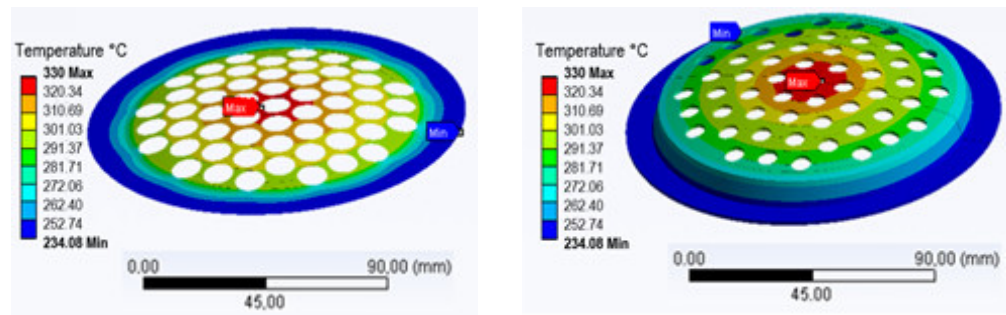 Temperature °C
330 Max
320.34
310.69
301.03
291.37
281.71
272.06
262.40
252.74
234.08 Min
Max
Min
0.00
90,00 (mm)
45,00
Min
Temperature °C
330 Max
320.34
310.69
301.03
291.37
281.71
272.06
262.40
252.74
234.08 Min
Max
0.00
90,00 (mm)
45.00